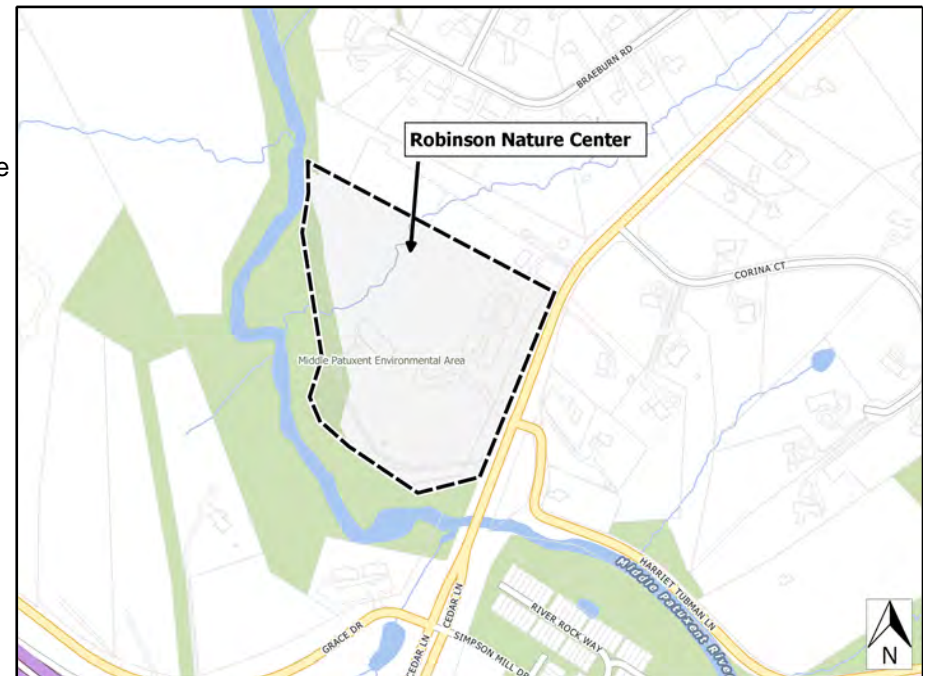 BRAEBURN RD
Robinson Nature Center
e
CORINA CT
Middle Patuxent Environmental Area
HARRIET TUBMAN LN
Middle Patuxent Rive
RIVER ROCK WAY
CEDAR LN
GRACE DR
CEDAR LN
SIMPSON MILL DR
N